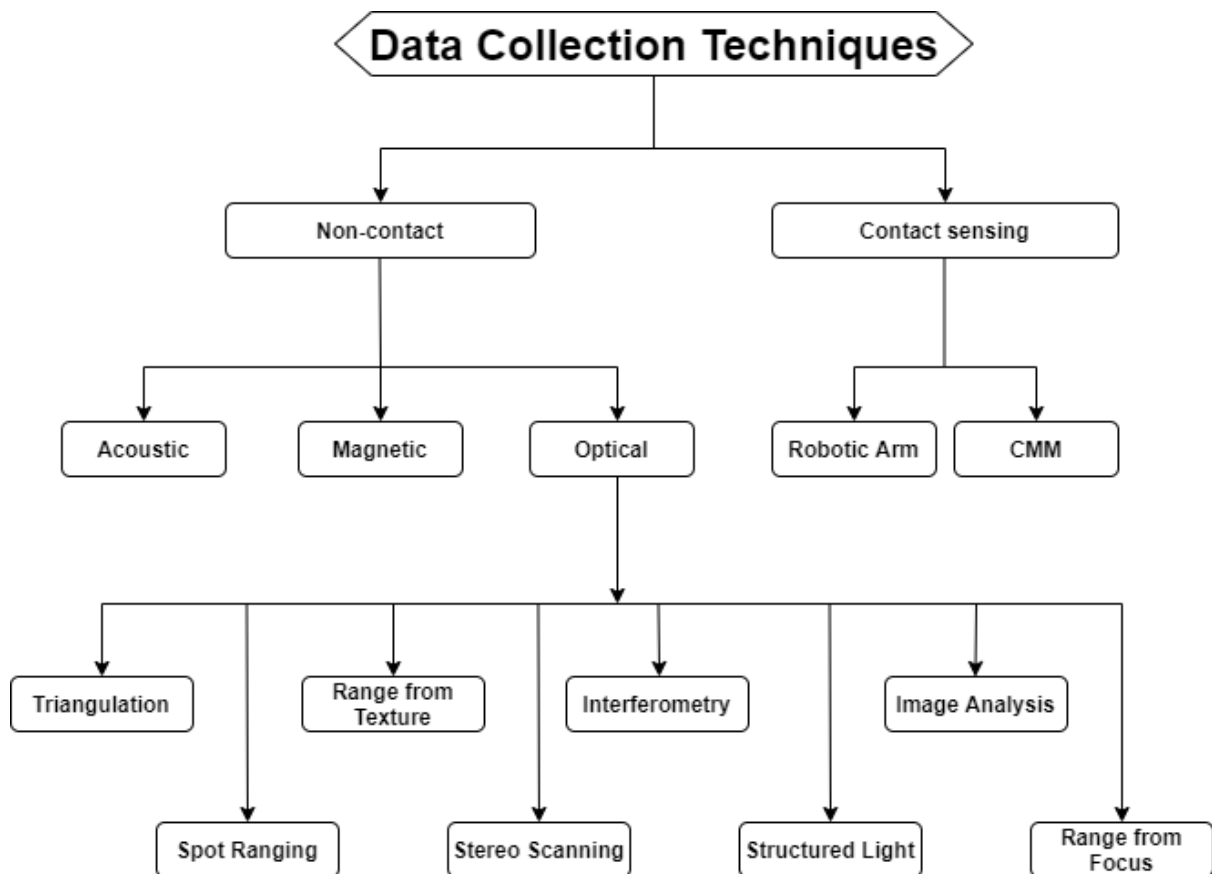 Data Collection Techniques
Non-contact
Contact sensing
Acoustic
Magnetic
Optical
Robotic Arm
CMM
Triangulation
Range from
Texture
Interferometry
Image Analysis
Spot Ranging
Stereo Scanning
Structured Light
Range from
Focus